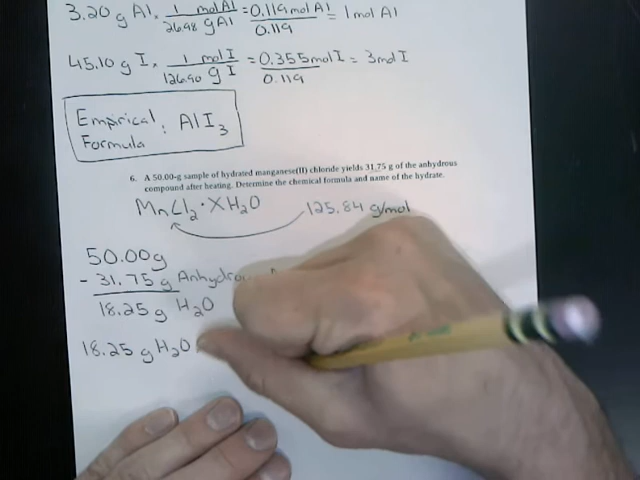 3.20 g Al × 1 mol Al / 26.98 g Al = 0.119 mol Al / 0.119 = 1 mol Al
45.10 g I × 1 mol I / 126.90 g I = 0.355 mol I / 0.119 = 3 mol I
Empirical Formula : AlI₃
6. A 50.00-g sample of hydrated manganese(II) chloride yields 31.75 g of the anhydrous
compound after heating. Determine the chemical formula and name of the hydrate.
MnCl₂·XH₂O 125.84 g/mol
50.00g
- 31.75 g
18.25 g H₂O
18.25 g H₂O